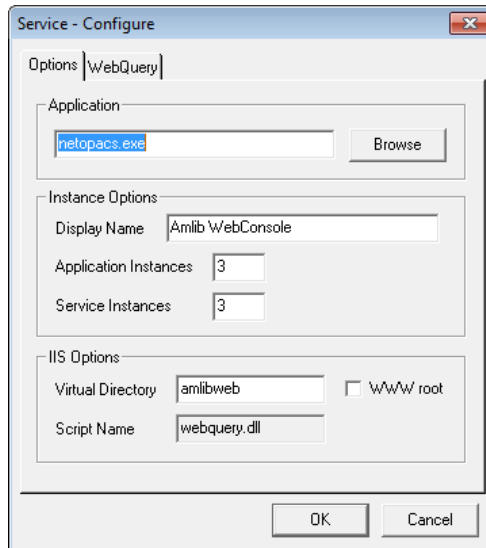 Service - Configure
Options WebQuery
Application
netopacs.exe Browse
Instance Options
Display Name Amlib WebConsole
Application Instances 3
Service Instances 3
IIS Options
Virtual Directory amlibweb WWW root
Script Name webquery.dll
OK Cancel